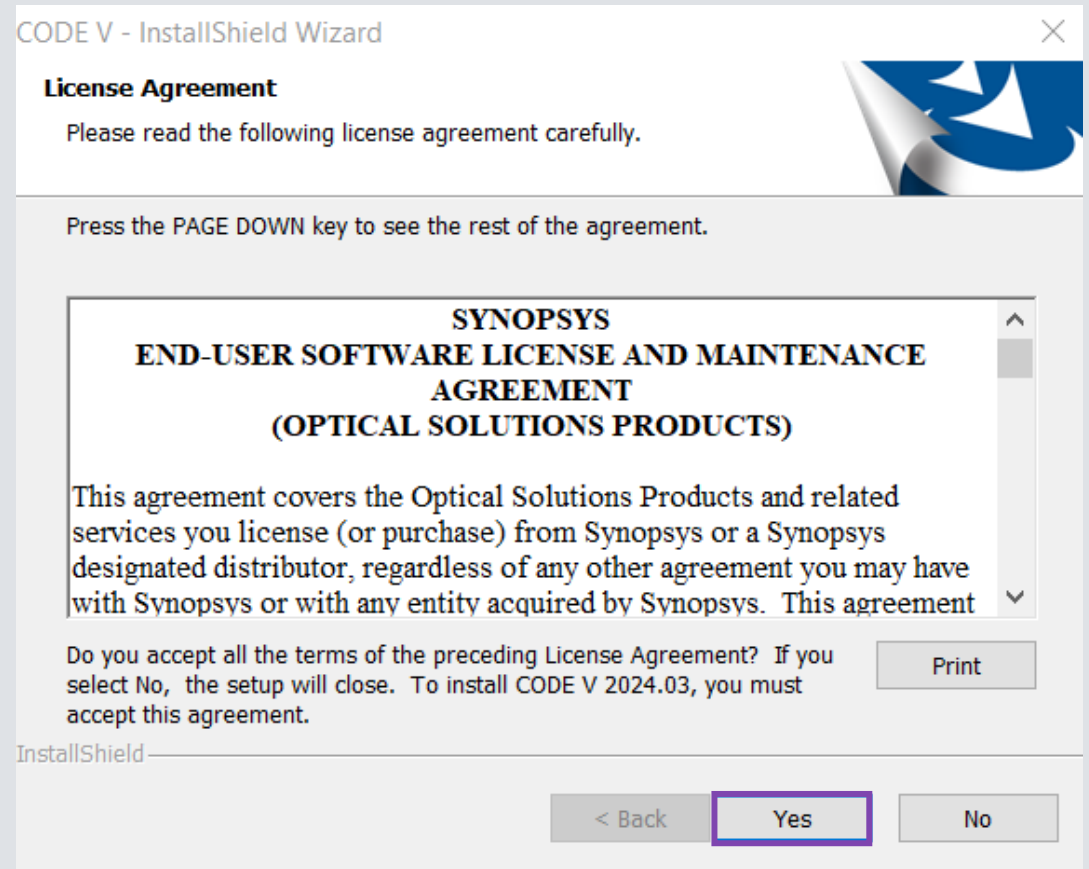 CODE V - InstallShield Wizard
License Agreement
Please read the following license agreement carefully.
Press the PAGE DOWN key to see the rest of the agreement.
SYNOPSYS
END-USER SOFTWARE LICENSE AND MAINTENANCE
AGREEMENT
(OPTICAL SOLUTIONS PRODUCTS)
This agreement covers the Optical Solutions Products and related
services you license (or purchase) from Synopsys or a Synopsys
designated distributor, regardless of any other agreement you may have
with Synopsys or with any entity acquired by Synopsys.  This agreement
Do you accept all the terms of the preceding License Agreement?  If you
select No,  the setup will close.  To install CODE V 2024.03, you must
accept this agreement.
Print
InstallShield
< Back
Yes
No